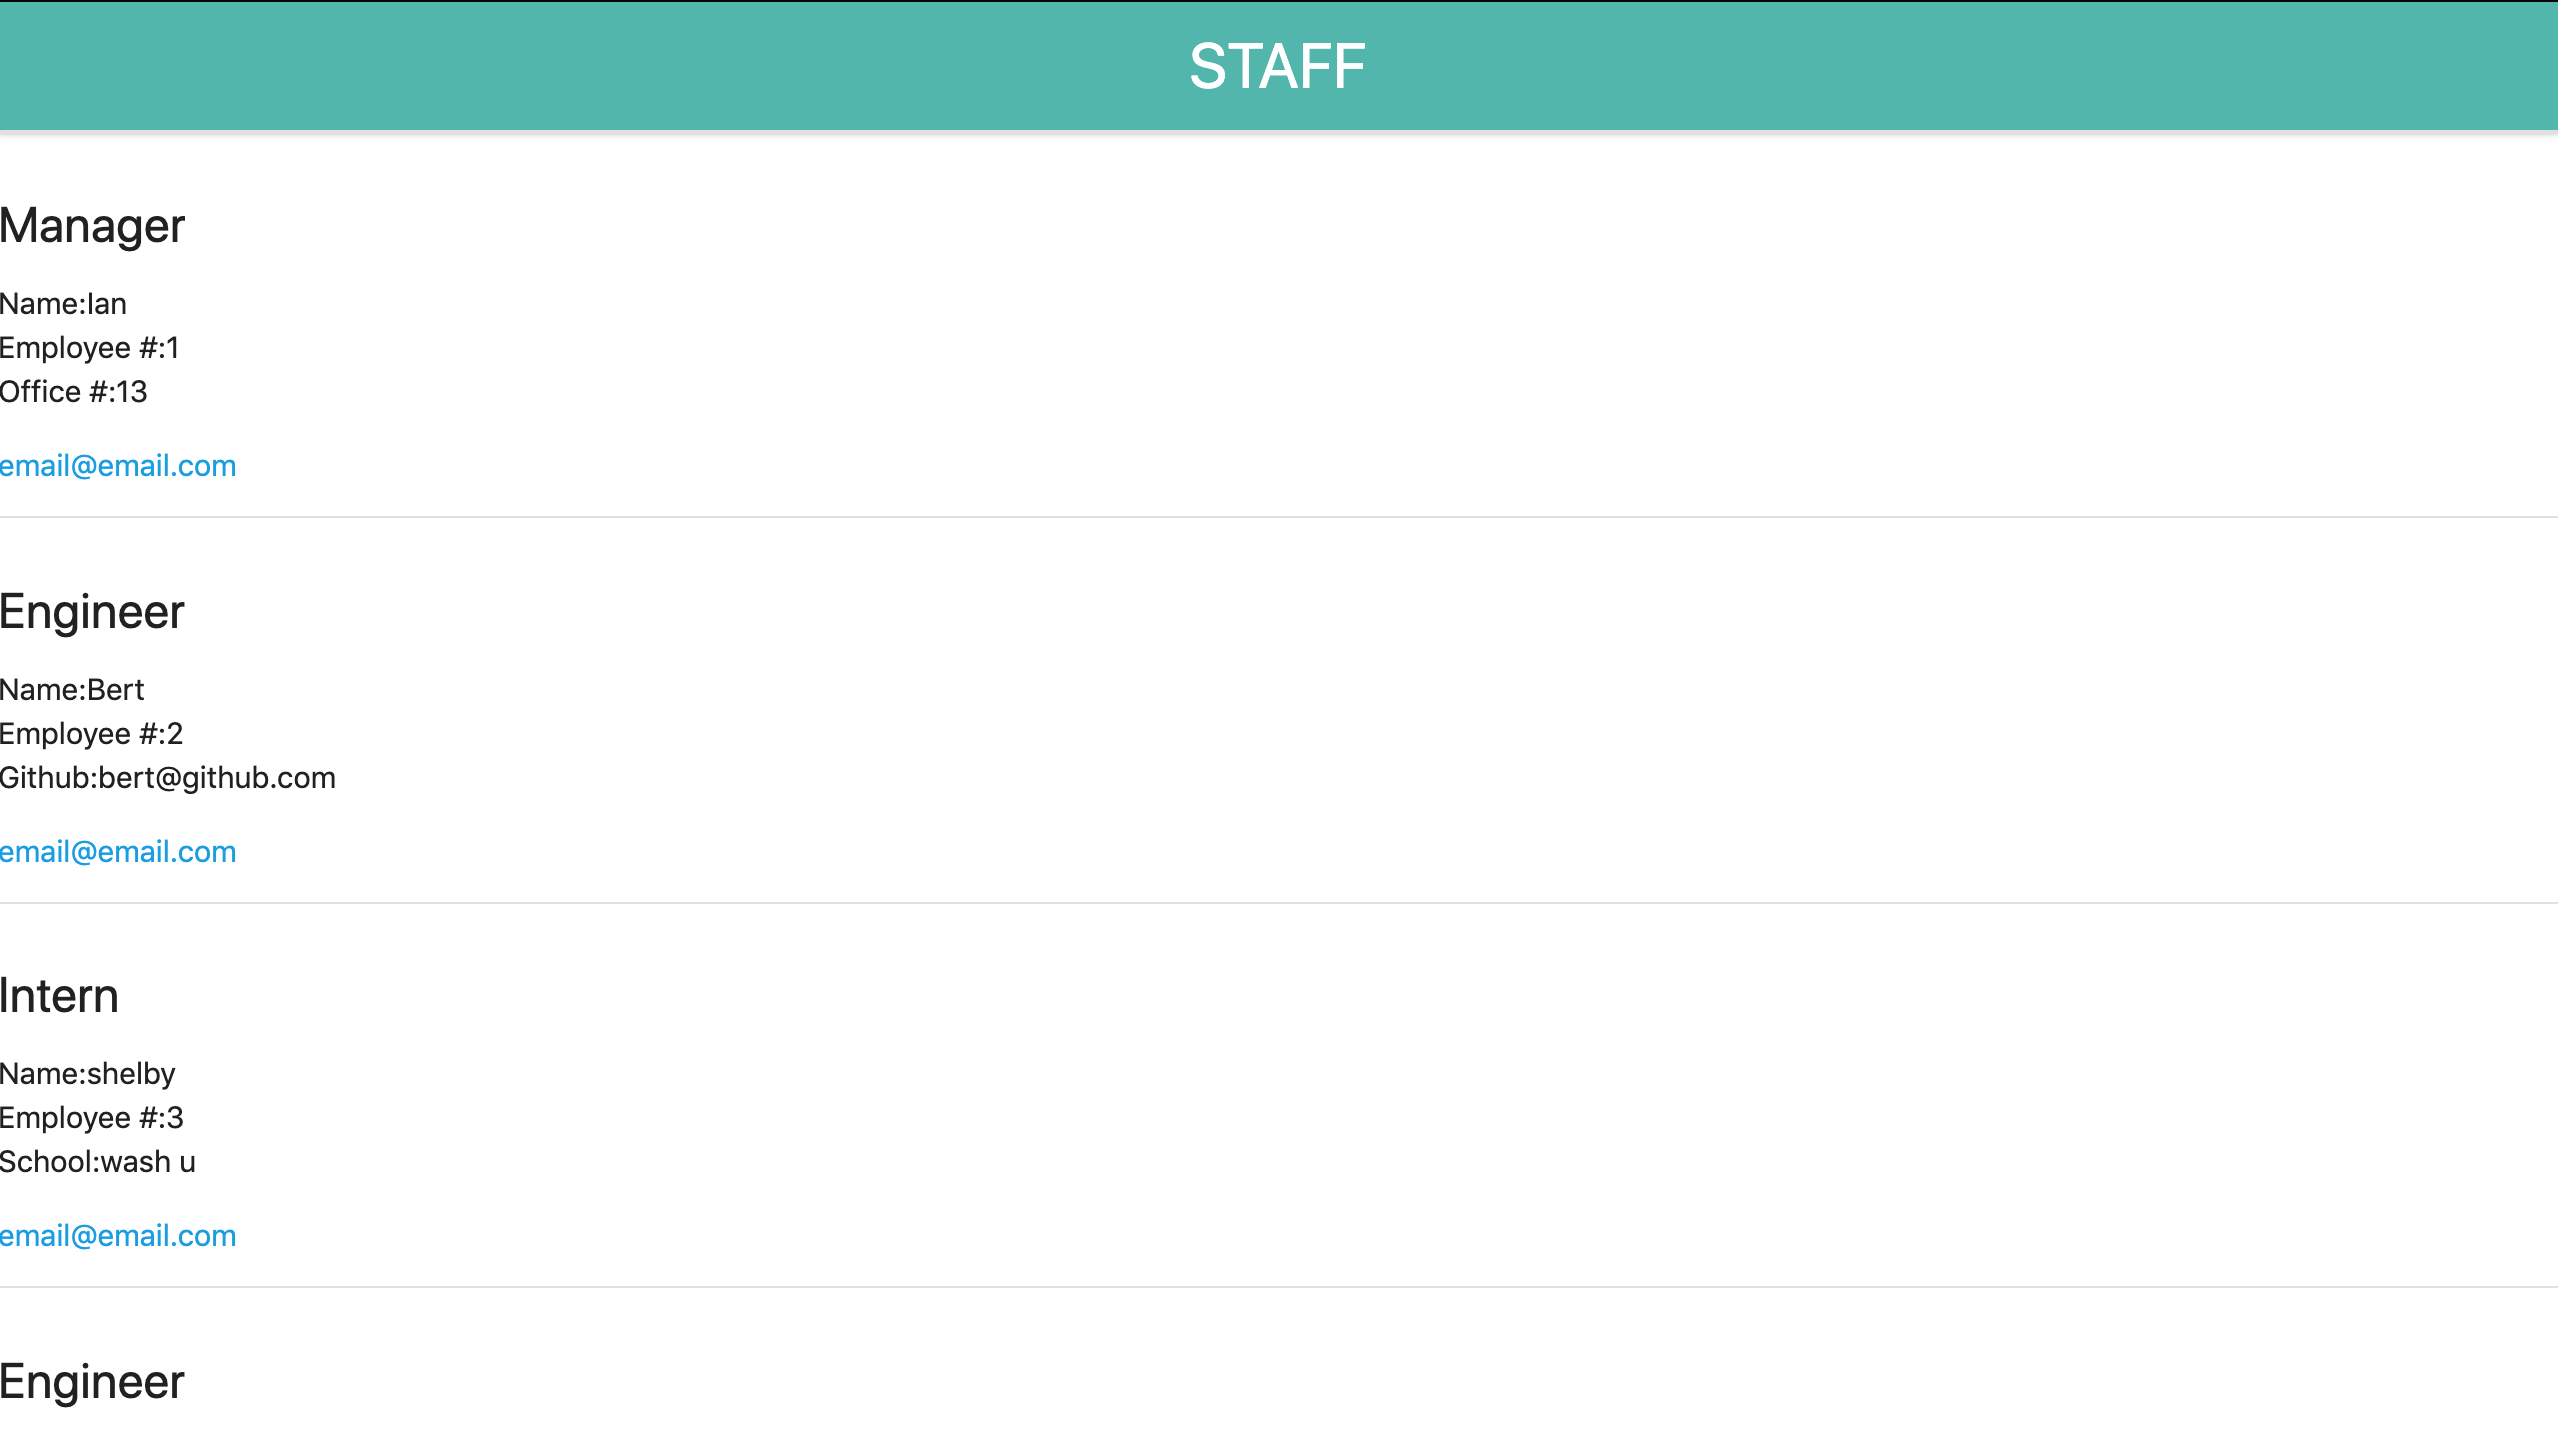 STAFF
Manager
Name:Ian
Employee #:1
Office #:13
email@email.com
Engineer
Name:Bert
Employee #:2
Github:bert@github.com
email@email.com
Intern
Name:shelby
Employee #:3
School:wash u
email@email.com
Engineer